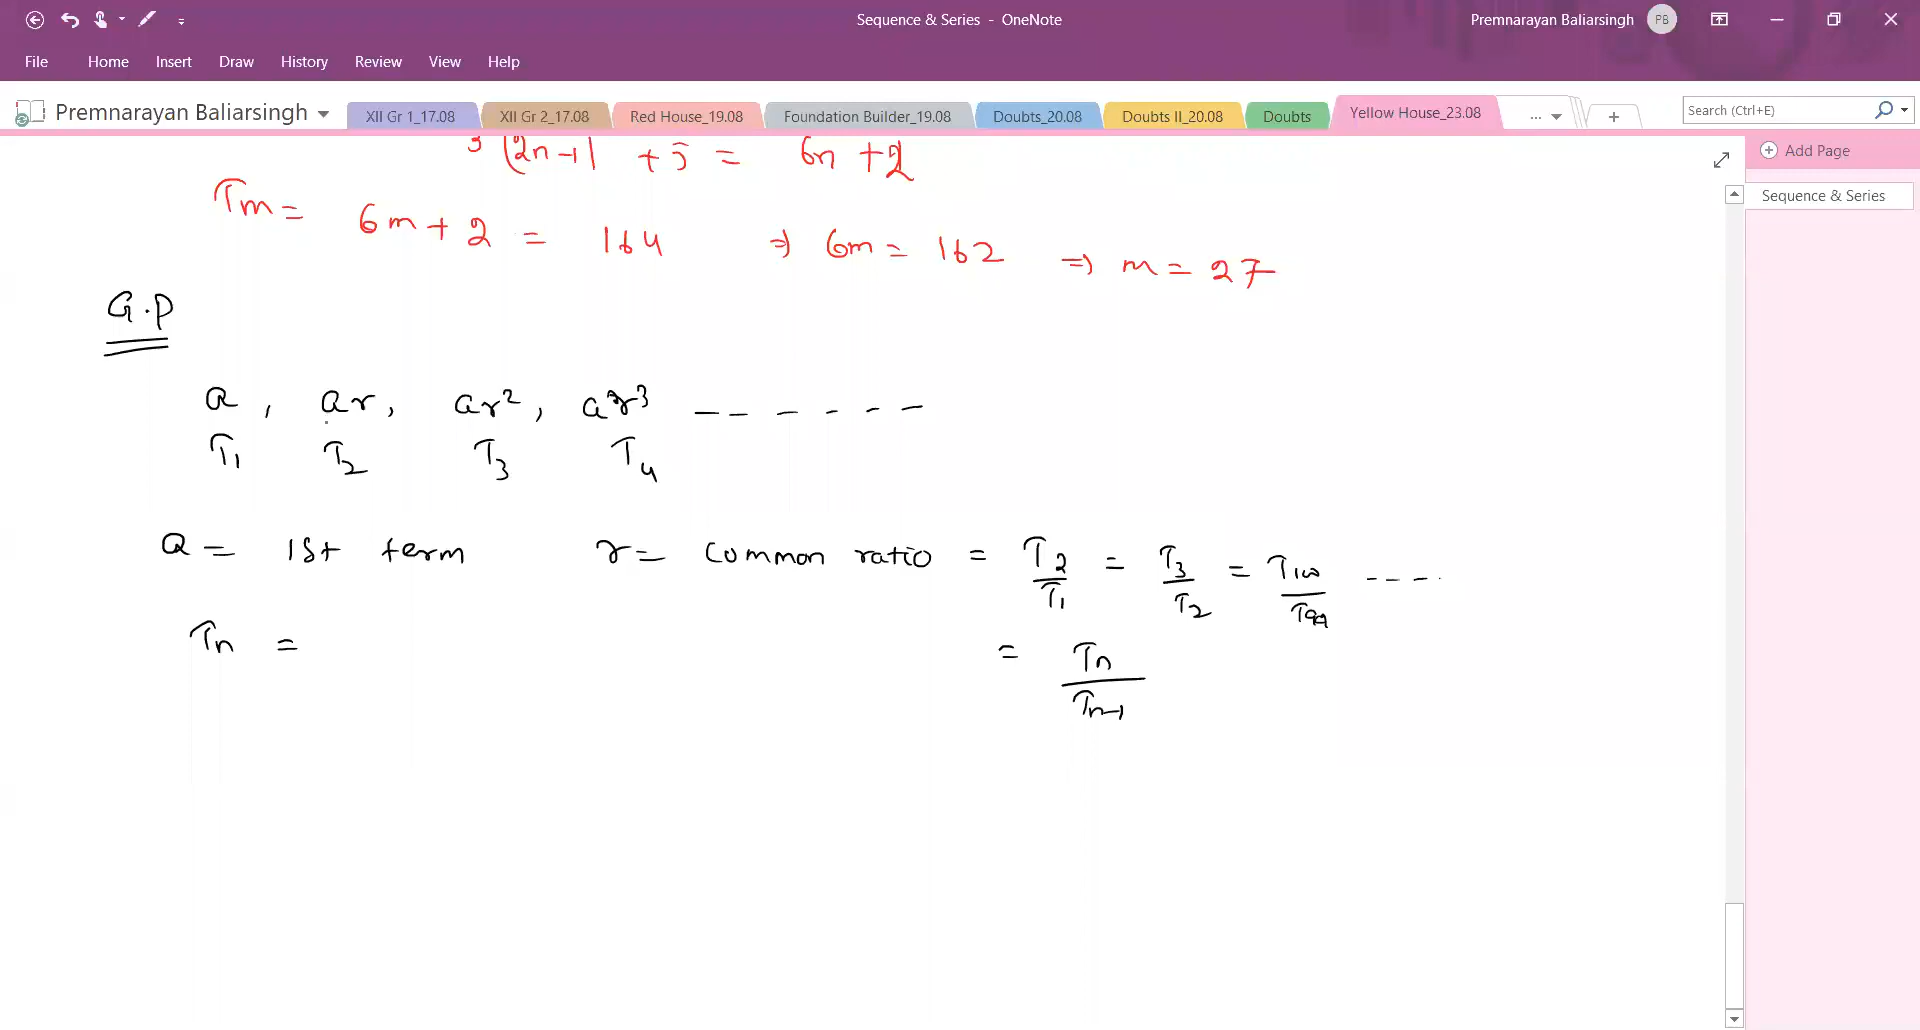 Sequence & Series - OneNote
Premnarayan Baliarsingh PB
File Home Insert Draw History Review View Help
Premnarayan Baliarsingh XII Gr 1_17.08 XII Gr 2_17.08 Red House_19.08 Foundation Builder_19.08 Doubts_20.08 Doubts II_20.08 Doubts Yellow House_23.08 ... + Search (Ctrl+E)
Add Page
Sequence & Series
3(2n-1) + 5 = 6n + 2
Tm = 6m + 2 = 164 ⇒ 6m = 162 ⇒ m = 27
G.P
a, ar, ar², ar³ - - - - - -
T₁ T₂ T₃ T₄
a = 1st term r = common ratio = T₂/T₁ = T₃/T₂ = T₁₀₀/T₉₉ - - - -
Tn = = Tn/Tn-1